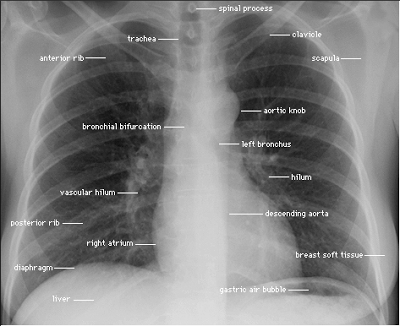 spinal process
trachea
clavicle
anterior rib
scapula
aortic knob
bronchial bifurcation
left bronchus
hilum
vascular hilum
descending aorta
posterior rib
right atrium
breast soft tissue
diaphragm
gastric air bubble
liver